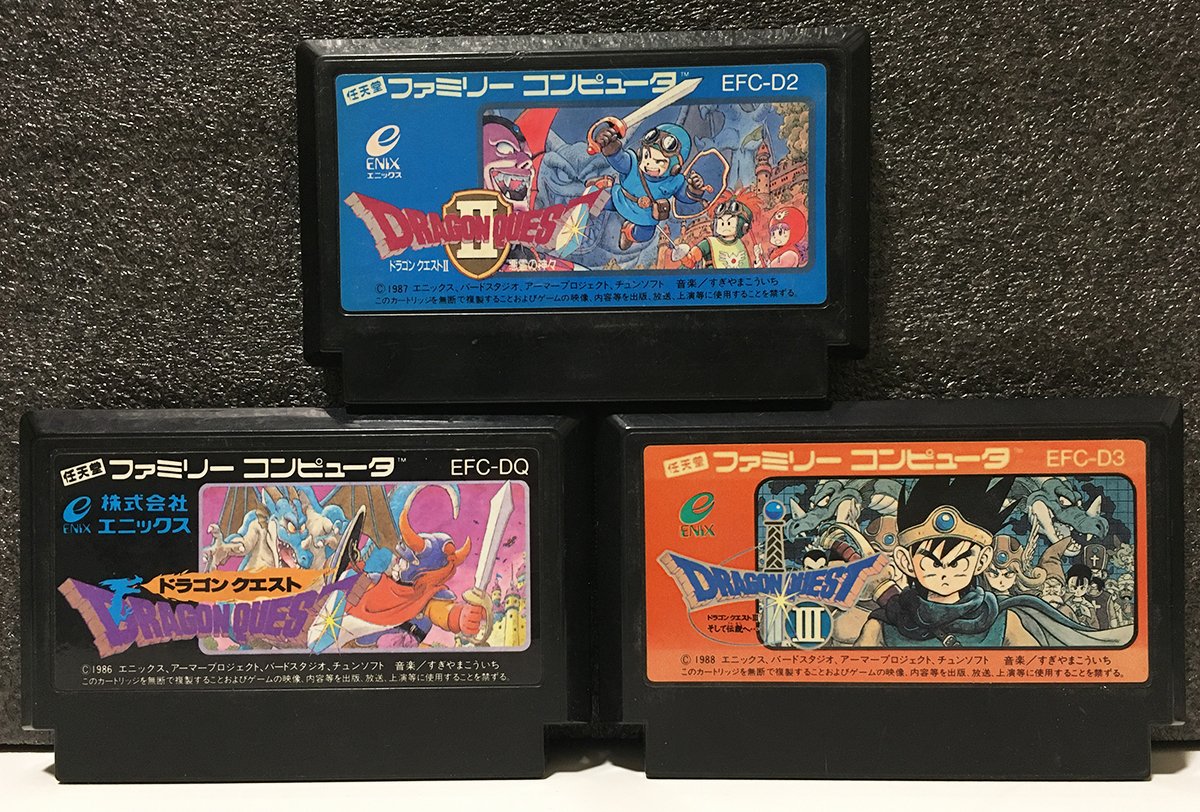 任天堂 ファミリー コンピュータ™ EFC-D2
ENIX
エニックス
DRAGON QUEST
II
ドラゴンクエストII 悪霊の神々
©1987 エニックス、バードスタジオ、アーマープロジェクト、チュンソフト 音楽/すぎやまこういち
このカートリッジを無断で複製することおよびゲームの映像、内容等を出版、放送、上演等に使用することを禁ずる。
任天堂 ファミリー コンピュータ™ EFC-DQ
ENIX 株式会社
エニックス
ドラゴン クエスト
DRAGON QUEST
©1986 エニックス、アーマープロジェクト、バードスタジオ、チュンソフト 音楽/すぎやまこういち
このカートリッジを無断で複製することおよびゲームの映像、内容等を出版、放送、上演等に使用することを禁ずる。
任天堂 ファミリー コンピュータ™ EFC-D3
ENIX
DRAGON QUEST
III
ドラゴンクエストIII
そして伝説へ…
©1988 エニックス、バードスタジオ、アーマープロジェクト、チュンソフト 音楽/すぎやまこういち
このカートリッジを無断で複製することおよびゲームの映像、内容等を出版、放送、上演等に使用することを禁ずる。